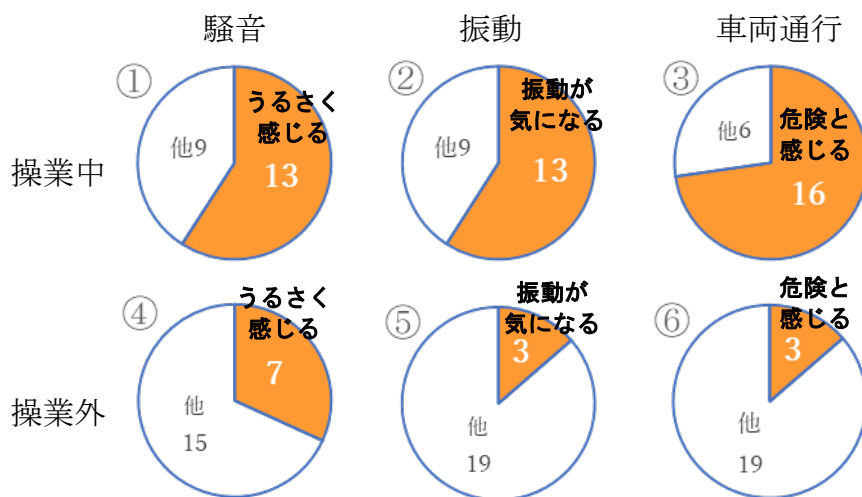 騒音
振動
車両通行
操業中
①
うるさく
感じる
他9
13
②
振動が
気になる
他9
13
③
危険と
感じる
他6
16
操業外
④
うるさく
感じる
7
他
15
⑤
振動が
気になる
3
他
19
⑥
危険と
感じる
3
他
19